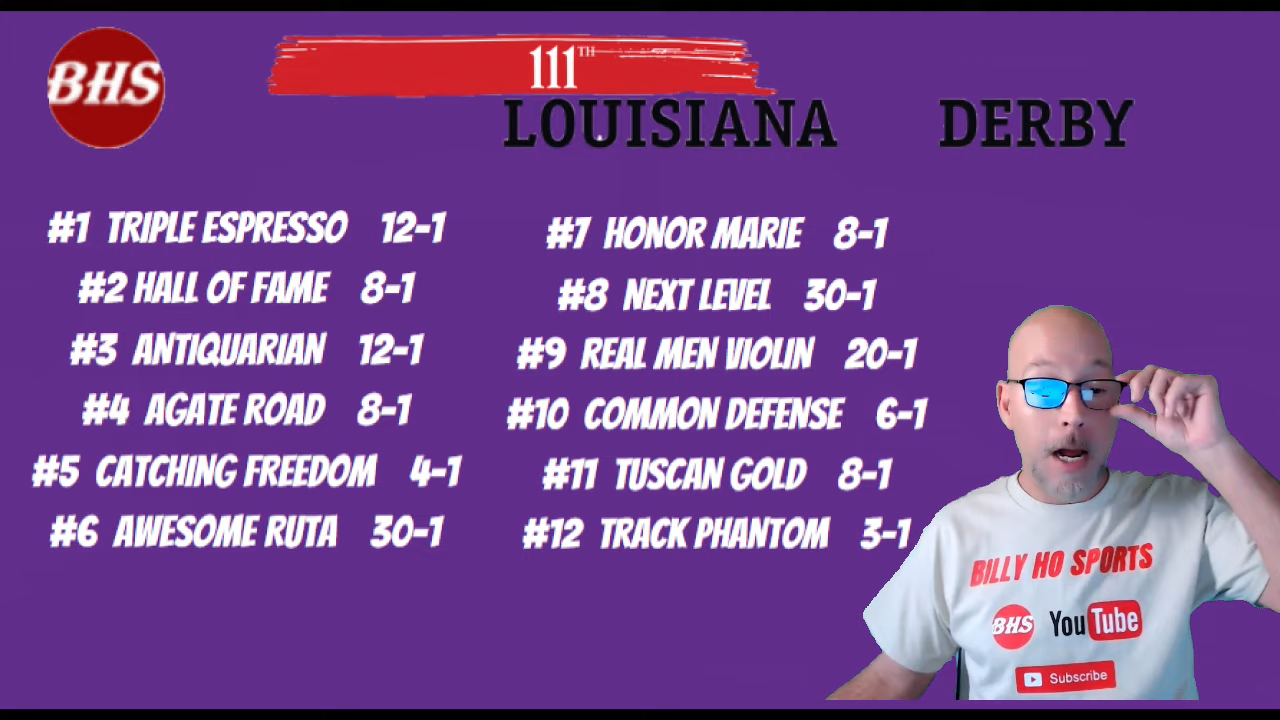 BHS
111TH
LOUISIANA DERBY
#1 TRIPLE ESPRESSO 12-1
#2 HALL OF FAME 8-1
#3 ANTIQUARIAN 12-1
#4 AGATE ROAD 8-1
#5 CATCHING FREEDOM 4-1
#6 AWESOME RUTA 30-1
#7 HONOR MARIE 8-1
#8 NEXT LEVEL 30-1
#9 REAL MEN VIOLIN 20-1
#10 COMMON DEFENSE 6-1
#11 TUSCAN GOLD 8-1
#12 TRACK PHANTOM 3-1
BILLY HO SPORTS
BHS YouTube
Subscribe